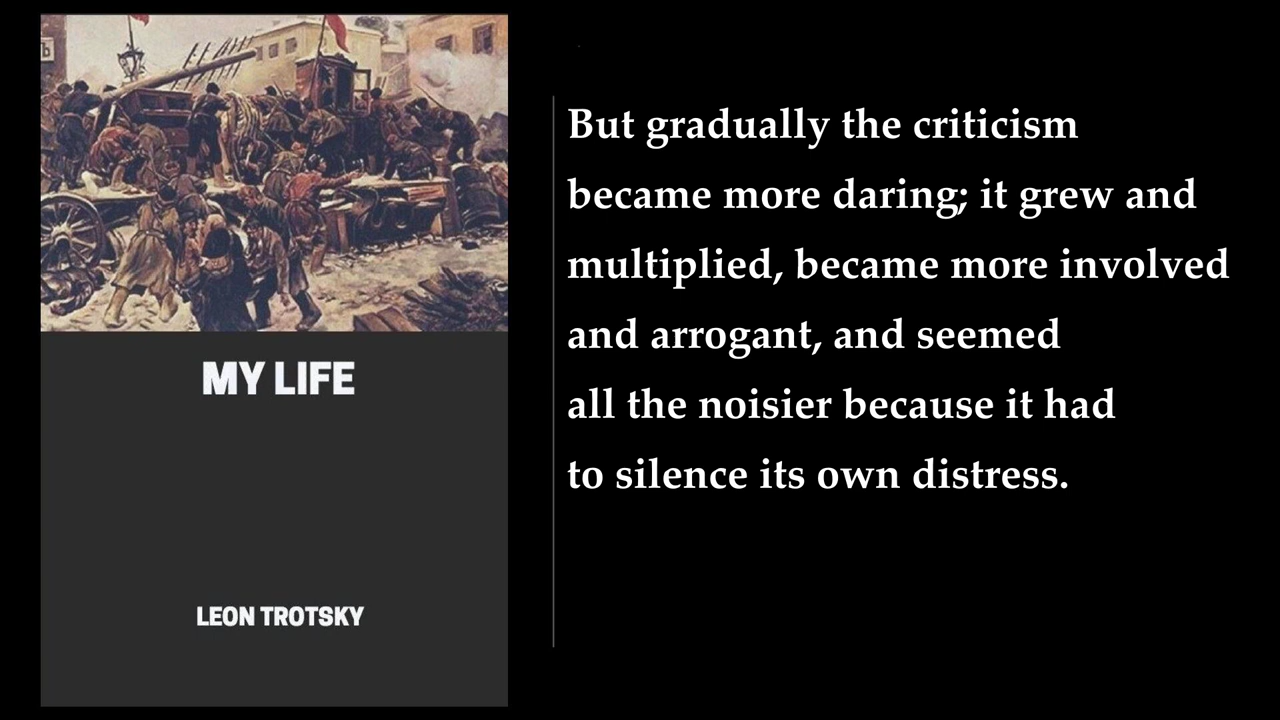 MY LIFE
LEON TROTSKY
But gradually the criticism
became more daring; it grew and
multiplied, became more involved
and arrogant, and seemed
all the noisier because it had
to silence its own distress.